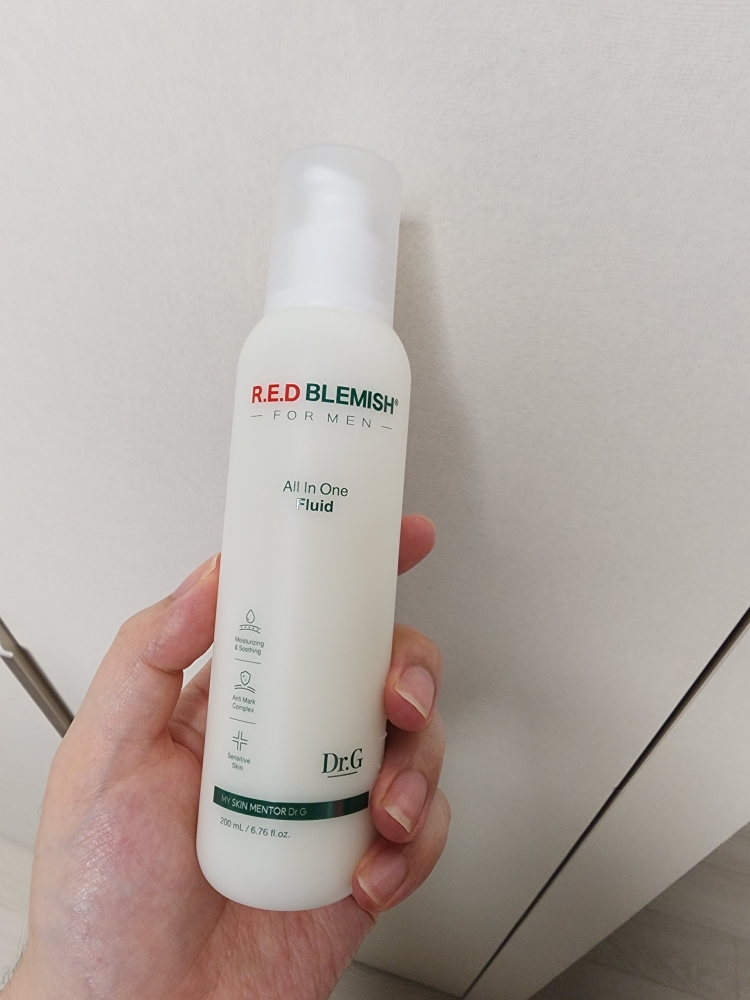 R.E.D BLEMISH®
FOR MEN
All In One
Fluid
Moisturizing
& Soothing
Anti Mark
Complex
Sensitive
Skin
Dr.G
MY SKIN MENTOR Dr.G
200 mL / 6.76 fl.oz.